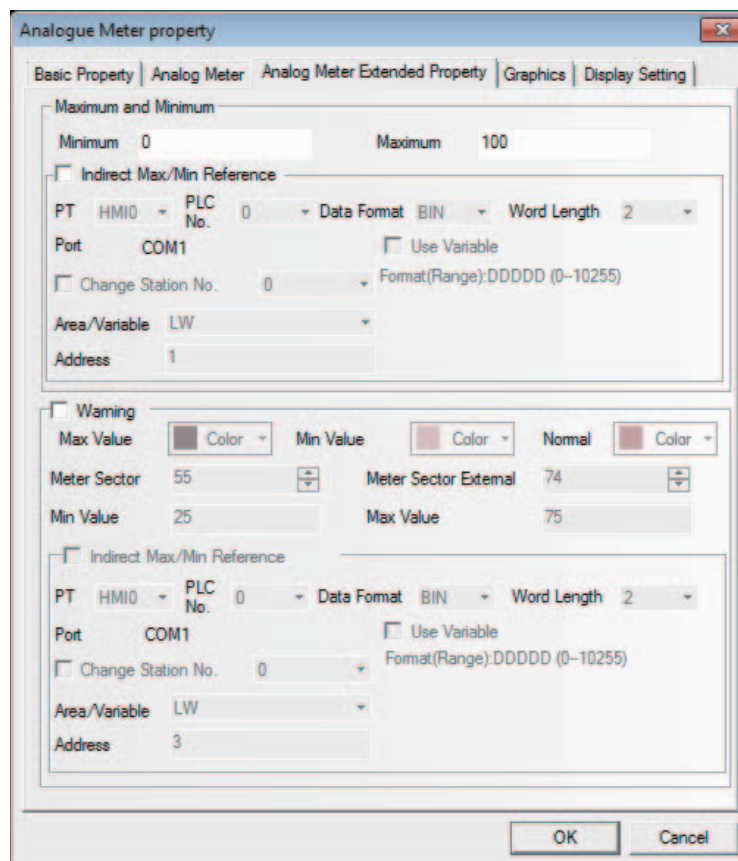 Analogue Meter property
Basic Property Analog Meter Analog Meter Extended Property Graphics Display Setting
Maximum and Minimum
Minimum 0 Maximum 100
Indirect Max/Min Reference
PT HMI0 PLC No. 0 Data Format BIN Word Length 2
Port COM1 Use Variable
Change Station No. 0 Format(Range):DDDDD (0--10255)
Area/Variable LW
Address 1
Warning
Max Value Color Min Value Color Normal Color
Meter Sector 55 Meter Sector External 74
Min Value 25 Max Value 75
Indirect Max/Min Reference
PT HMI0 PLC No. 0 Data Format BIN Word Length 2
Port COM1 Use Variable
Change Station No. 0 Format(Range):DDDDD (0--10255)
Area/Variable LW
Address 3
OK Cancel